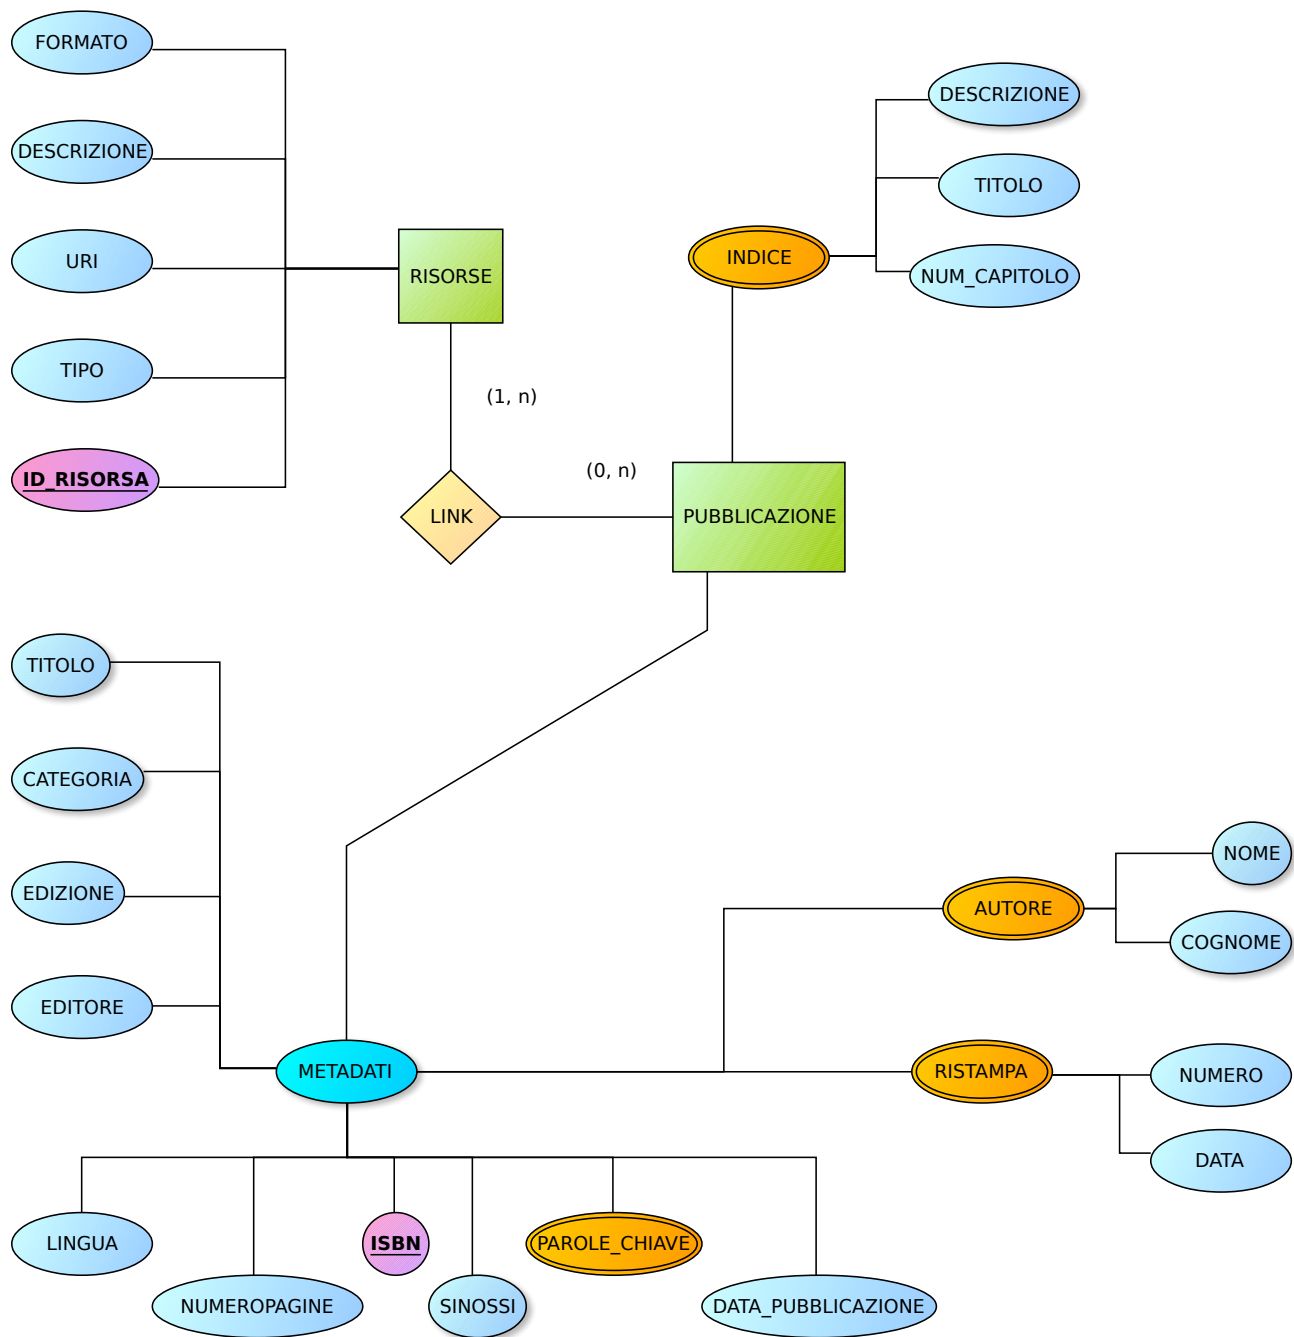 FORMATO
DESCRIZIONE
URI
TIPO
ID_RISORSA
RISORSE
INDICE
DESCRIZIONE
TITOLO
NUM_CAPITOLO
(1, n)
(0, n)
LINK
PUBBLICAZIONE
TITOLO
CATEGORIA
EDIZIONE
EDITORE
METADATI
AUTORE
NOME
COGNOME
RISTAMPA
NUMERO
DATA
LINGUA
NUMEROPAGINE
ISBN
SINOSSI
PAROLE_CHIAVE
DATA_PUBBLICAZIONE